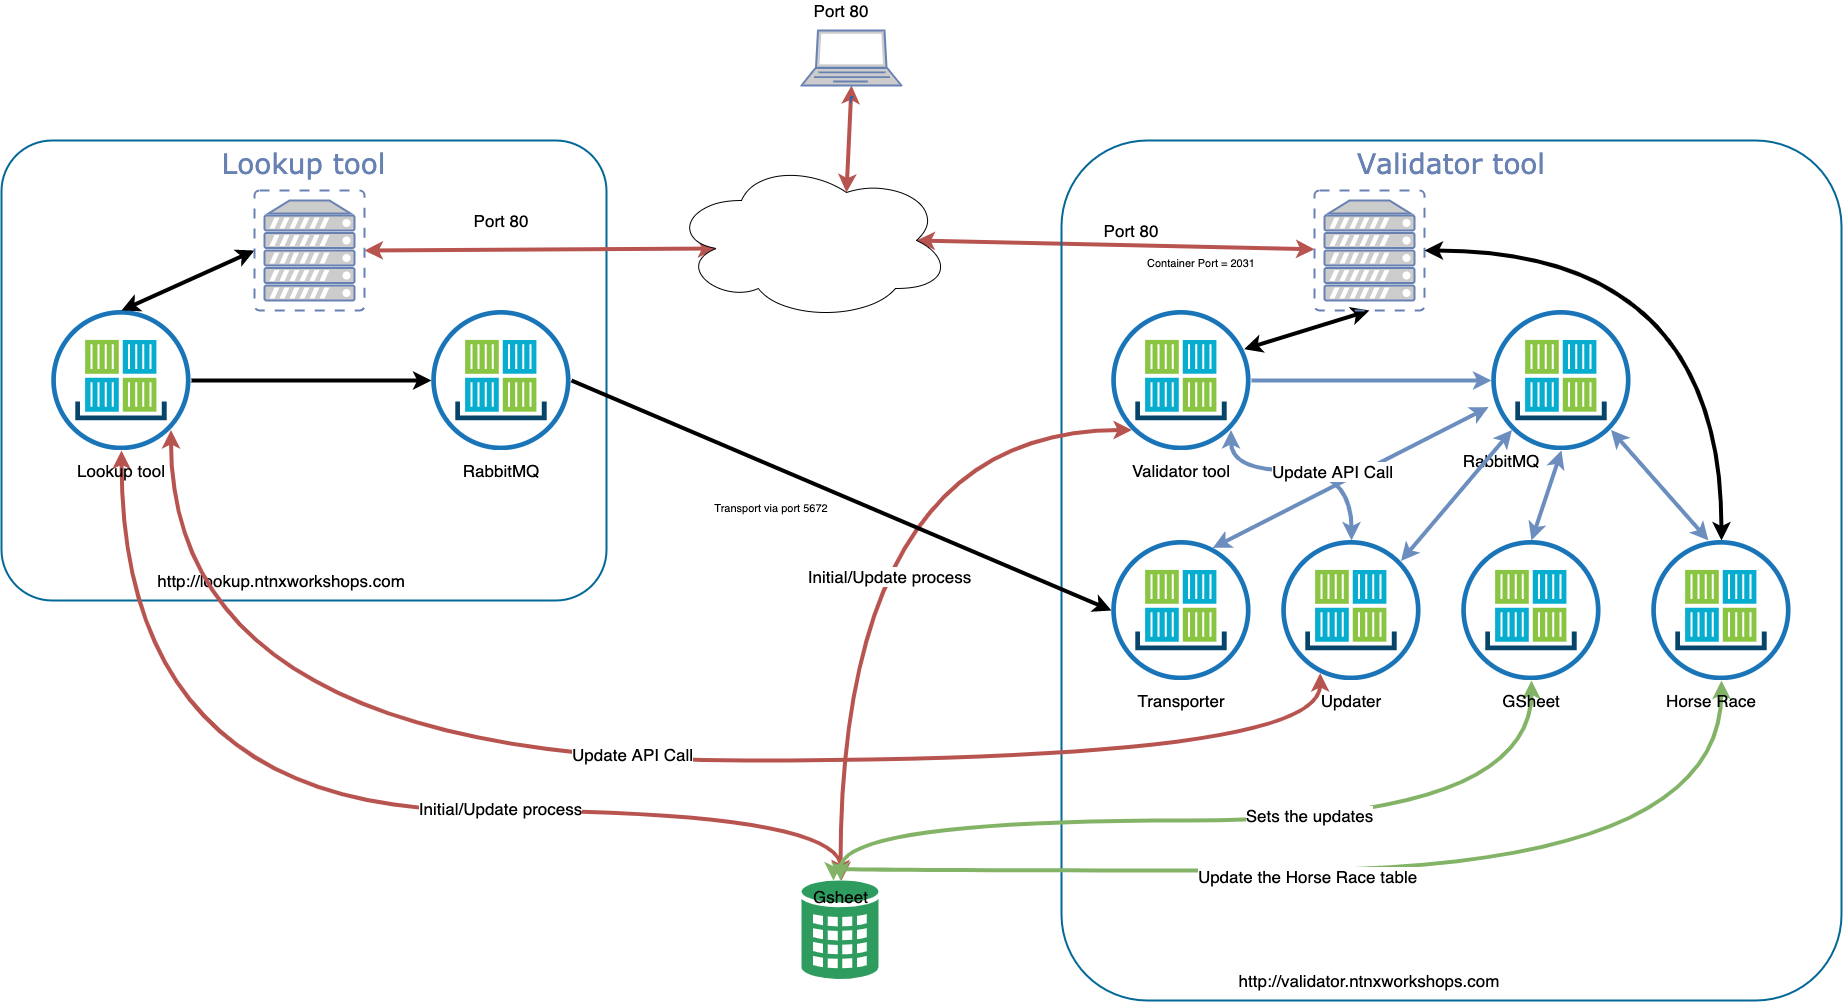 Port 80
Lookup tool
Validator tool
Port 80
Port 80
Container Port = 2031
Lookup tool
RabbitMQ
Validator tool
Update API Call
RabbitMQ
Transport via port 5672
Initial/Update process
http://lookup.ntnxworkshops.com
Transporter
Updater
GSheet
Horse Race
Update API Call
Initial/Update process
Sets the updates
Update the Horse Race table
Gsheet
http://validator.ntnxworkshops.com